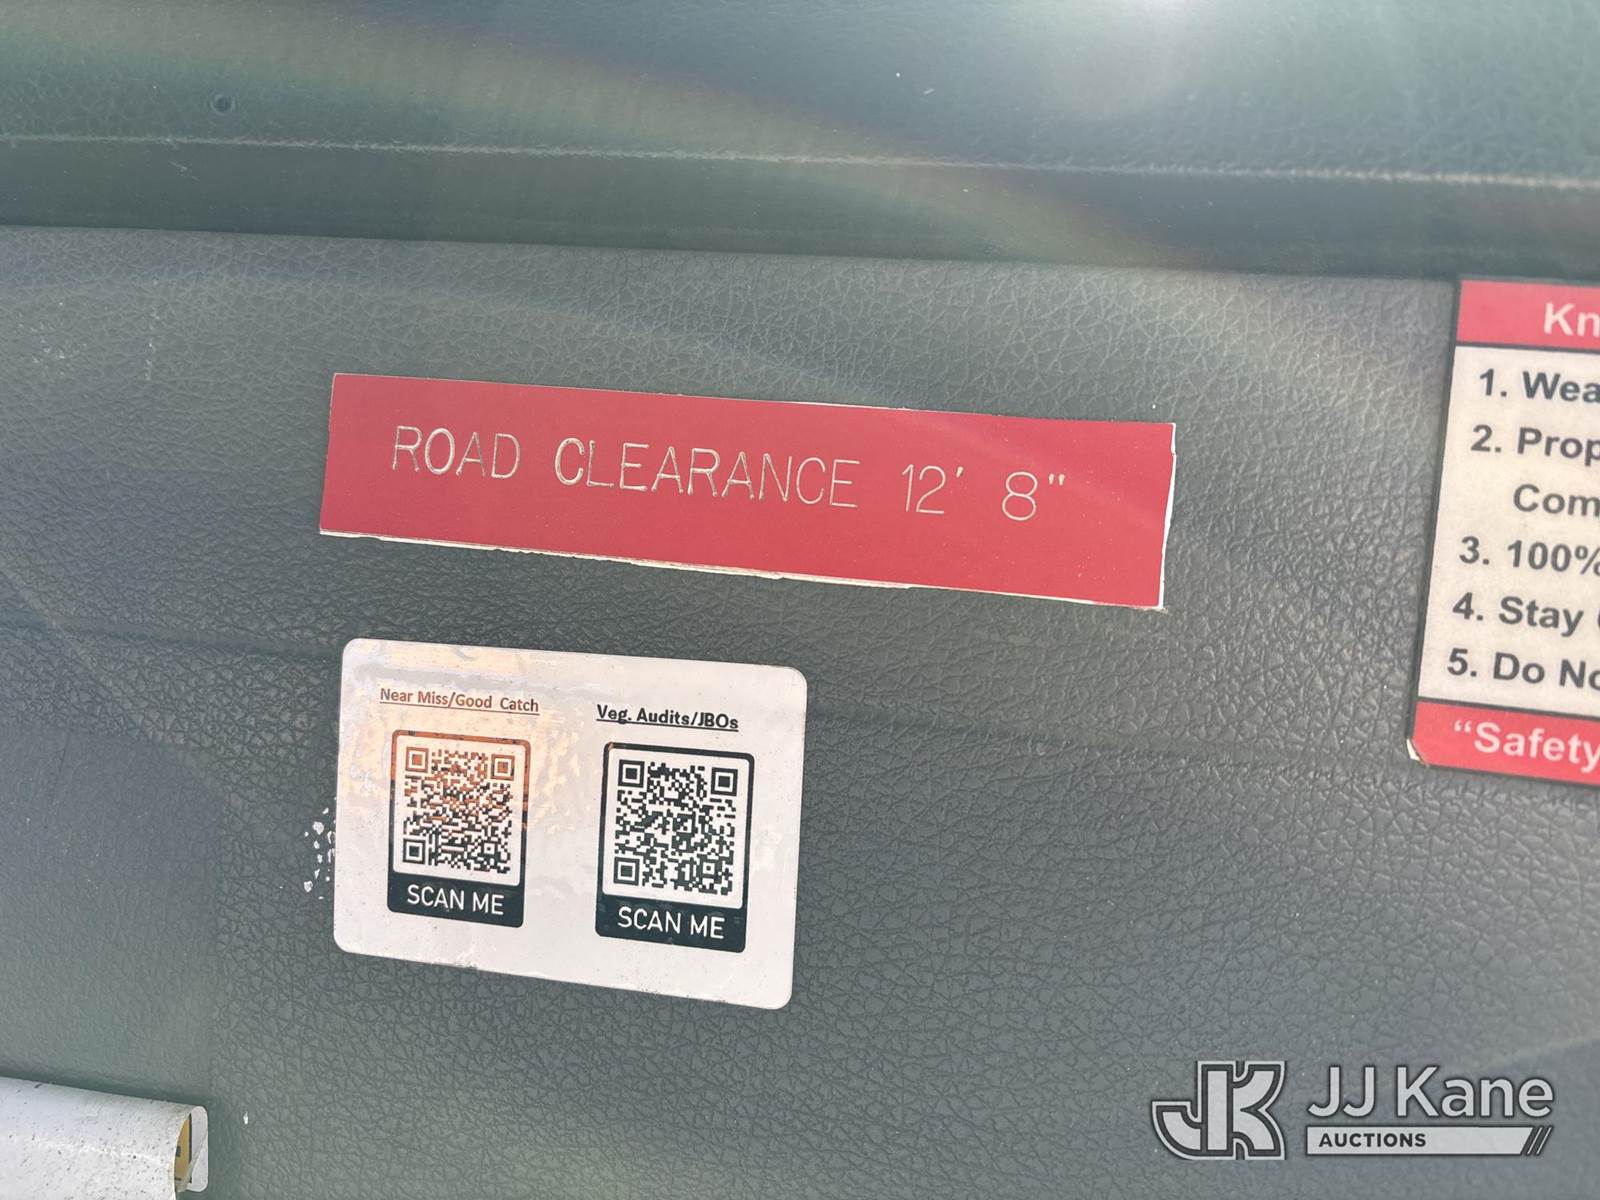 ROAD CLEARANCE 12' 8"
Near Miss/Good Catch
SCAN ME
Veg. Audits/JBOs
SCAN ME
Kn
1. Wea
2. Prop
Com
3. 100%
4. Stay
5. Do No
"Safety
JK JJ Kane
AUCTIONS